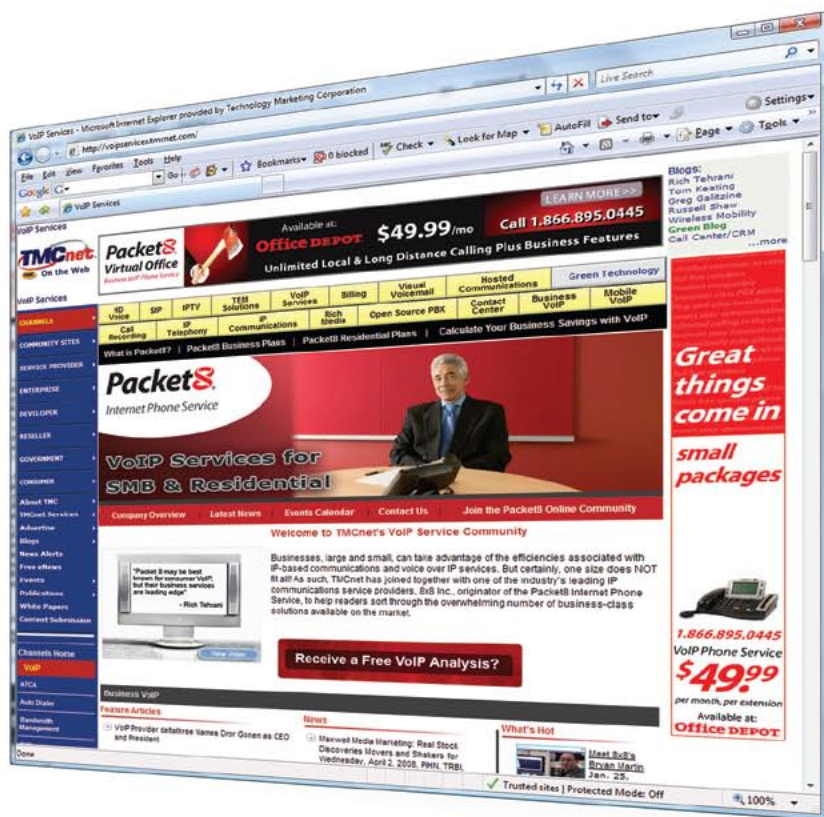 VoIP Services - Microsoft Internet Explorer provided by Technology Marketing Corporation
http://voipservices.tmcnet.com/
Live Search
File Edit View Favorites Tools Help
Google G
Go
Bookmarks
0 blocked
Check
Look for Map
AutoFill
Send to
Settings
VoIP Services
Page
Tools
VoIP Services
TMCnet
On the Web
VoIP Services
CHANNELS
COMMUNITY SITES
SERVICE PROVIDER
ENTERPRISE
DEVELOPER
RESELLER
GOVERNMENT
CONSUMER
About TMC
TMCnet Services
Advertise
Blogs
News Alerts
Free eNews
Events
Publications
White Papers
Content Submission
Channels Home
VoIP
ATCA
Auto Dialer
Bandwidth
Management
Packet8
Virtual Office
Business VoIP Phone Service
Available at:
Office DEPOT
$49.99/mo
LEARN MORE >>
Call 1.866.895.0445
Unlimited Local & Long Distance Calling Plus Business Features
HD Voice
SIP
IPTV
TEM Solutions
VoIP Services
Billing
Visual Voicemail
Hosted Communications
Green Technology
Call Recording
IP Telephony
IP Communications
Rich Media
Open Source PBX
Contact Center
Business VoIP
Mobile VoIP
What is Packet8? | Packet8 Business Plans | Packet8 Residential Plans | Calculate Your Business Savings with VoIP
Packet8.
Internet Phone Service
VoIP Services for
SMB & Residential
Company Overview | Latest News | Events Calendar | Contact Us | Join the Packet8 Online Community
Welcome to TMCnet's VoIP Service Community
"Packet 8 may be best
known for consumer VoIP,
but their business services
are leading edge"
- Rich Tehrani
View Video
Businesses, large and small, can take advantage of the efficiencies associated with
IP-based communications and voice over IP services. But certainly, one size does NOT
fit all! As such, TMCnet has joined together with one of the industry's leading IP
communications service providers, 8x8 Inc., originator of the Packet8 Internet Phone
Service, to help readers sort through the overwhelming number of business-class
solutions available on the market.
Receive a Free VoIP Analysis?
Business VoIP
Feature Articles
VoIP Provider deltathree Names Dror Gonen as CEO
and President
News
Maxwell Media Marketing: Real Stock
Discoveries Movers and Shakers for
Wednesday, April 2, 2008, PIHN, TRBI,
What's Hot
Meet 8x8's
Bryan Martin
Jan. 25,
Blogs:
Rich Tehrani
Tom Keating
Greg Galitzine
Russell Shaw
Wireless Mobility
Green Blog
Call Center/CRM
...more
Great
things
come in
small
packages
1.866.895.0445
VoIP Phone Service
$49.99
per month, per extension
Available at:
Office DEPOT
Done
Trusted sites | Protected Mode: Off
100%